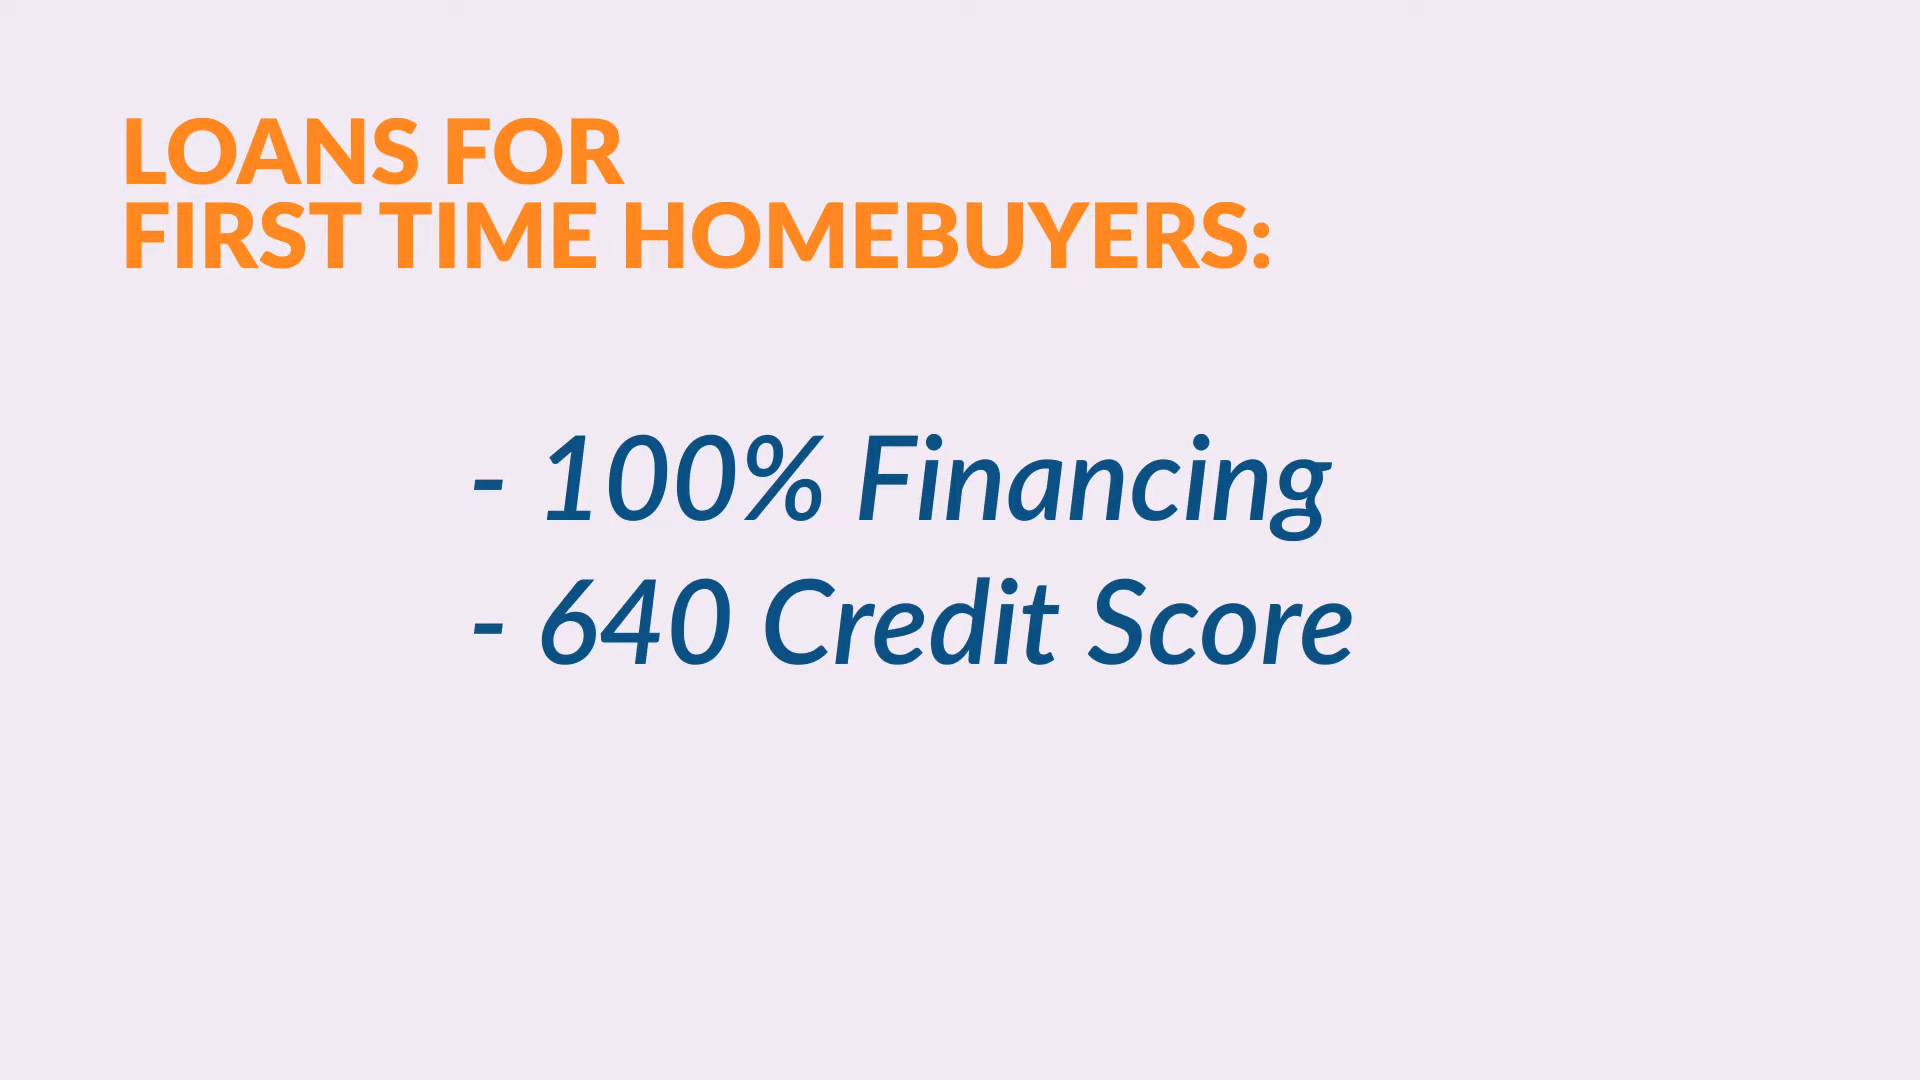 LOANS FOR
FIRST TIME HOMEBUYERS:
- 100% Financing
- 640 Credit Score